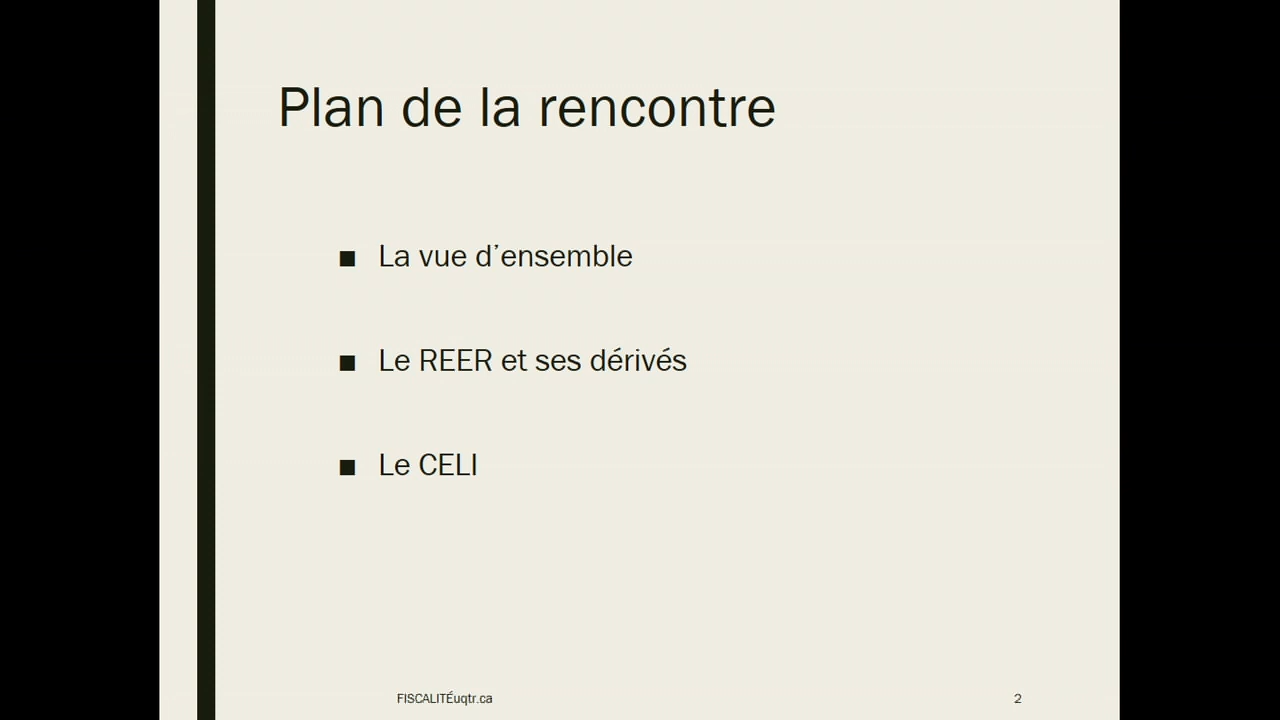 Plan de la rencontre
■ La vue d’ensemble
■ Le REER et ses dérivés
■ Le CELI
FISCALITÉuqtr.ca
2